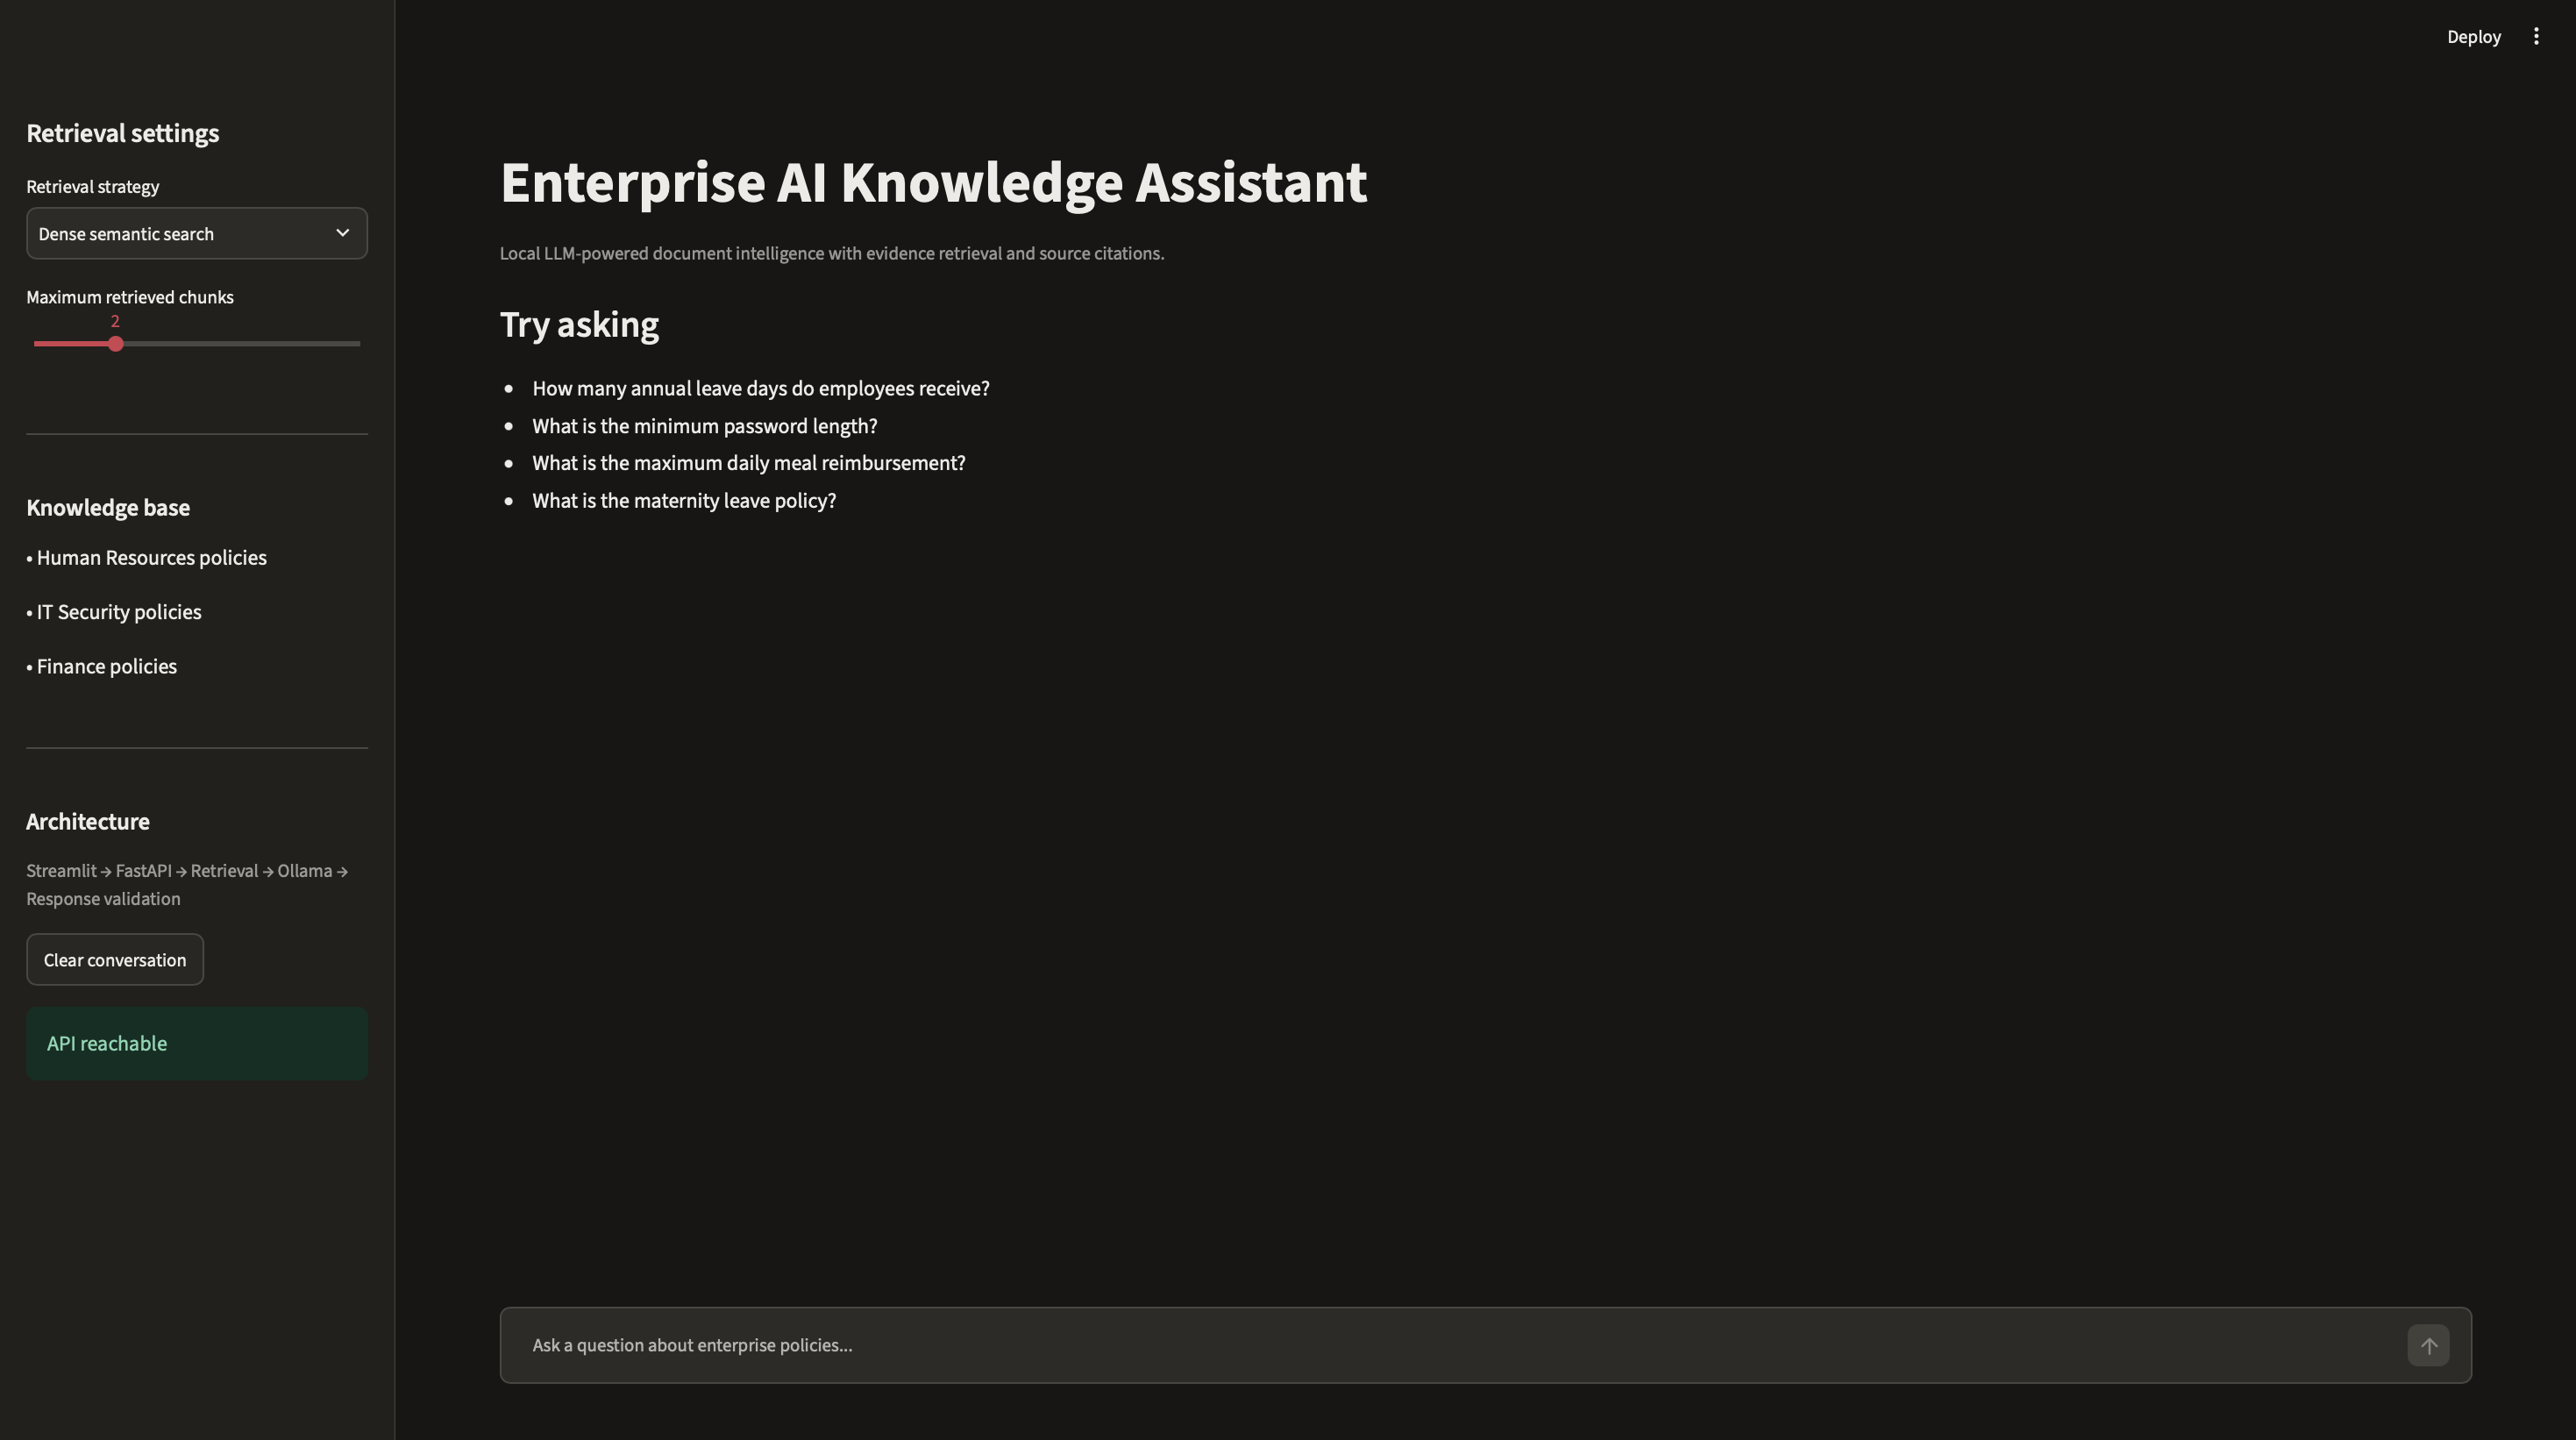 Deploy
Retrieval settings
Retrieval strategy
Dense semantic search
Maximum retrieved chunks
2
Knowledge base
• Human Resources policies
• IT Security policies
• Finance policies
Architecture
Streamlit → FastAPI → Retrieval → Ollama →
Response validation
Clear conversation
API reachable
Enterprise AI Knowledge Assistant
Local LLM-powered document intelligence with evidence retrieval and source citations.
Try asking
• How many annual leave days do employees receive?
• What is the minimum password length?
• What is the maximum daily meal reimbursement?
• What is the maternity leave policy?
Ask a question about enterprise policies...